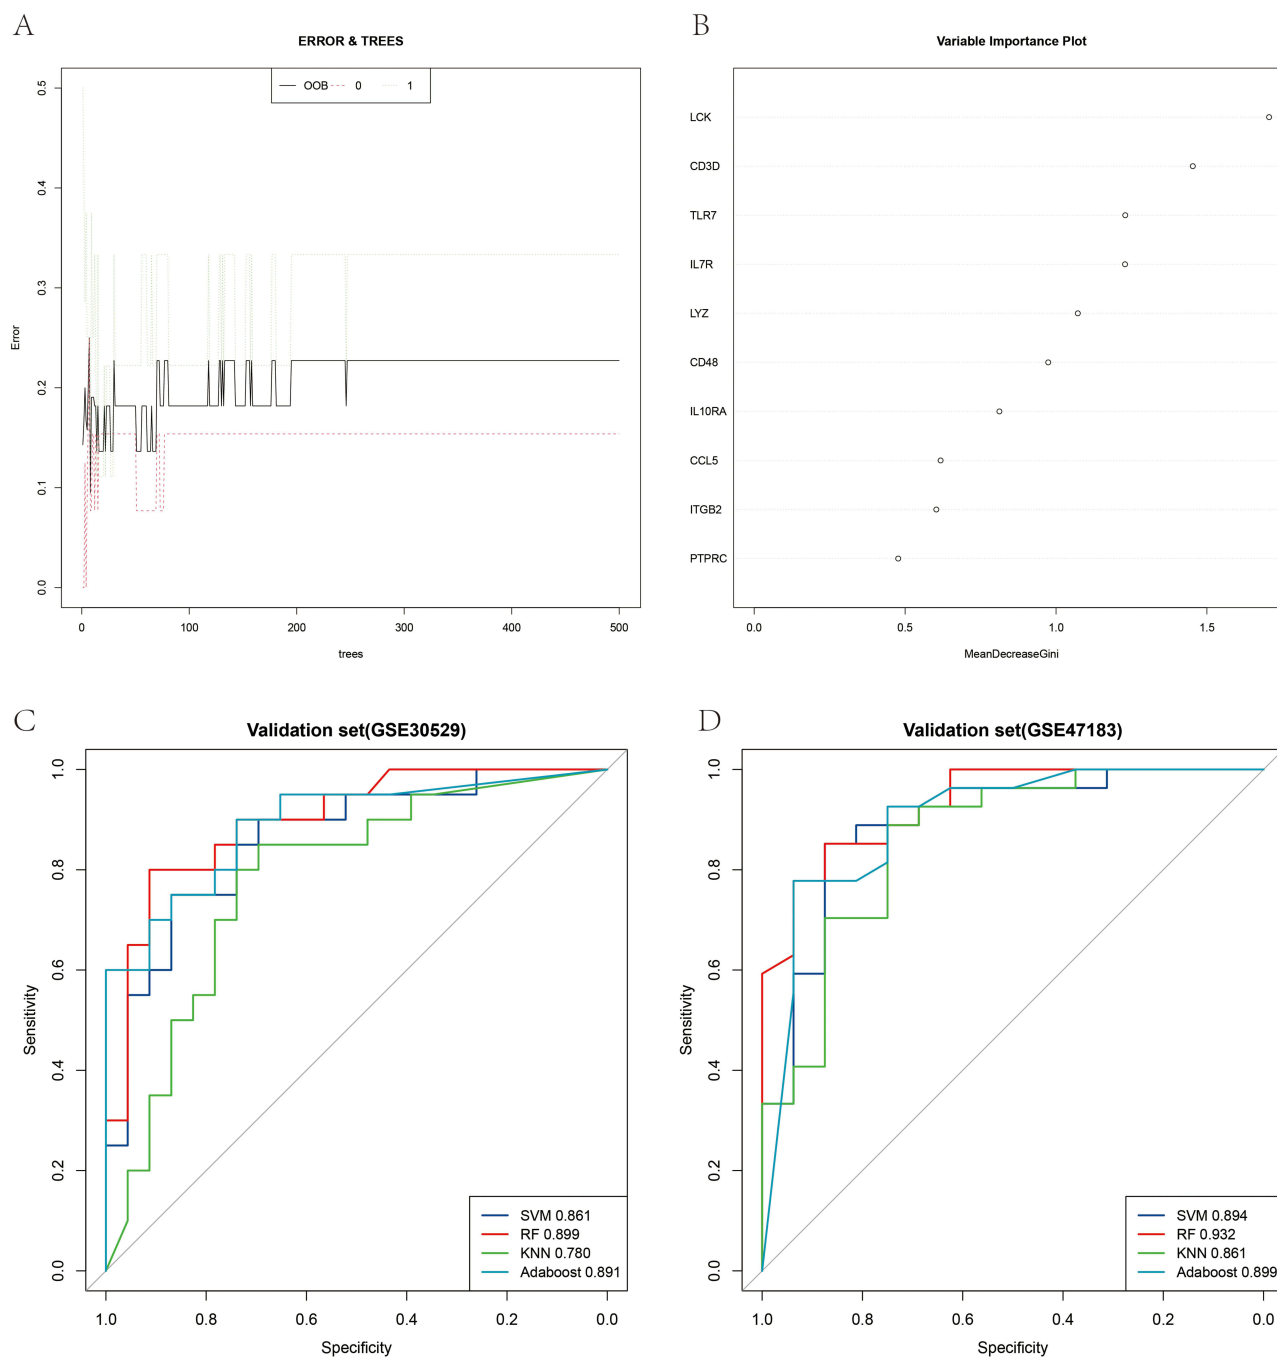 A
ERROR & TREES
OOB 0 1
0.5
0.4
0.3
0.2
0.1
0.0
Error
0 100 200 300 400 500
trees
B
Variable Importance Plot
LCK
CD3D
TLR7
IL7R
LYZ
CD48
IL10RA
CCL5
ITGB2
PTPRC
0.0 0.5 1.0 1.5
MeanDecreaseGini
C
Validation set(GSE30529)
1.0
0.8
0.6
0.4
0.2
0.0
Sensitivity
SVM 0.861
RF 0.899
KNN 0.780
Adaboost 0.891
1.0 0.8 0.6 0.4 0.2 0.0
Specificity
D
Validation set(GSE47183)
1.0
0.8
0.6
0.4
0.2
0.0
Sensitivity
SVM 0.894
RF 0.932
KNN 0.861
Adaboost 0.899
1.0 0.8 0.6 0.4 0.2 0.0
Specificity